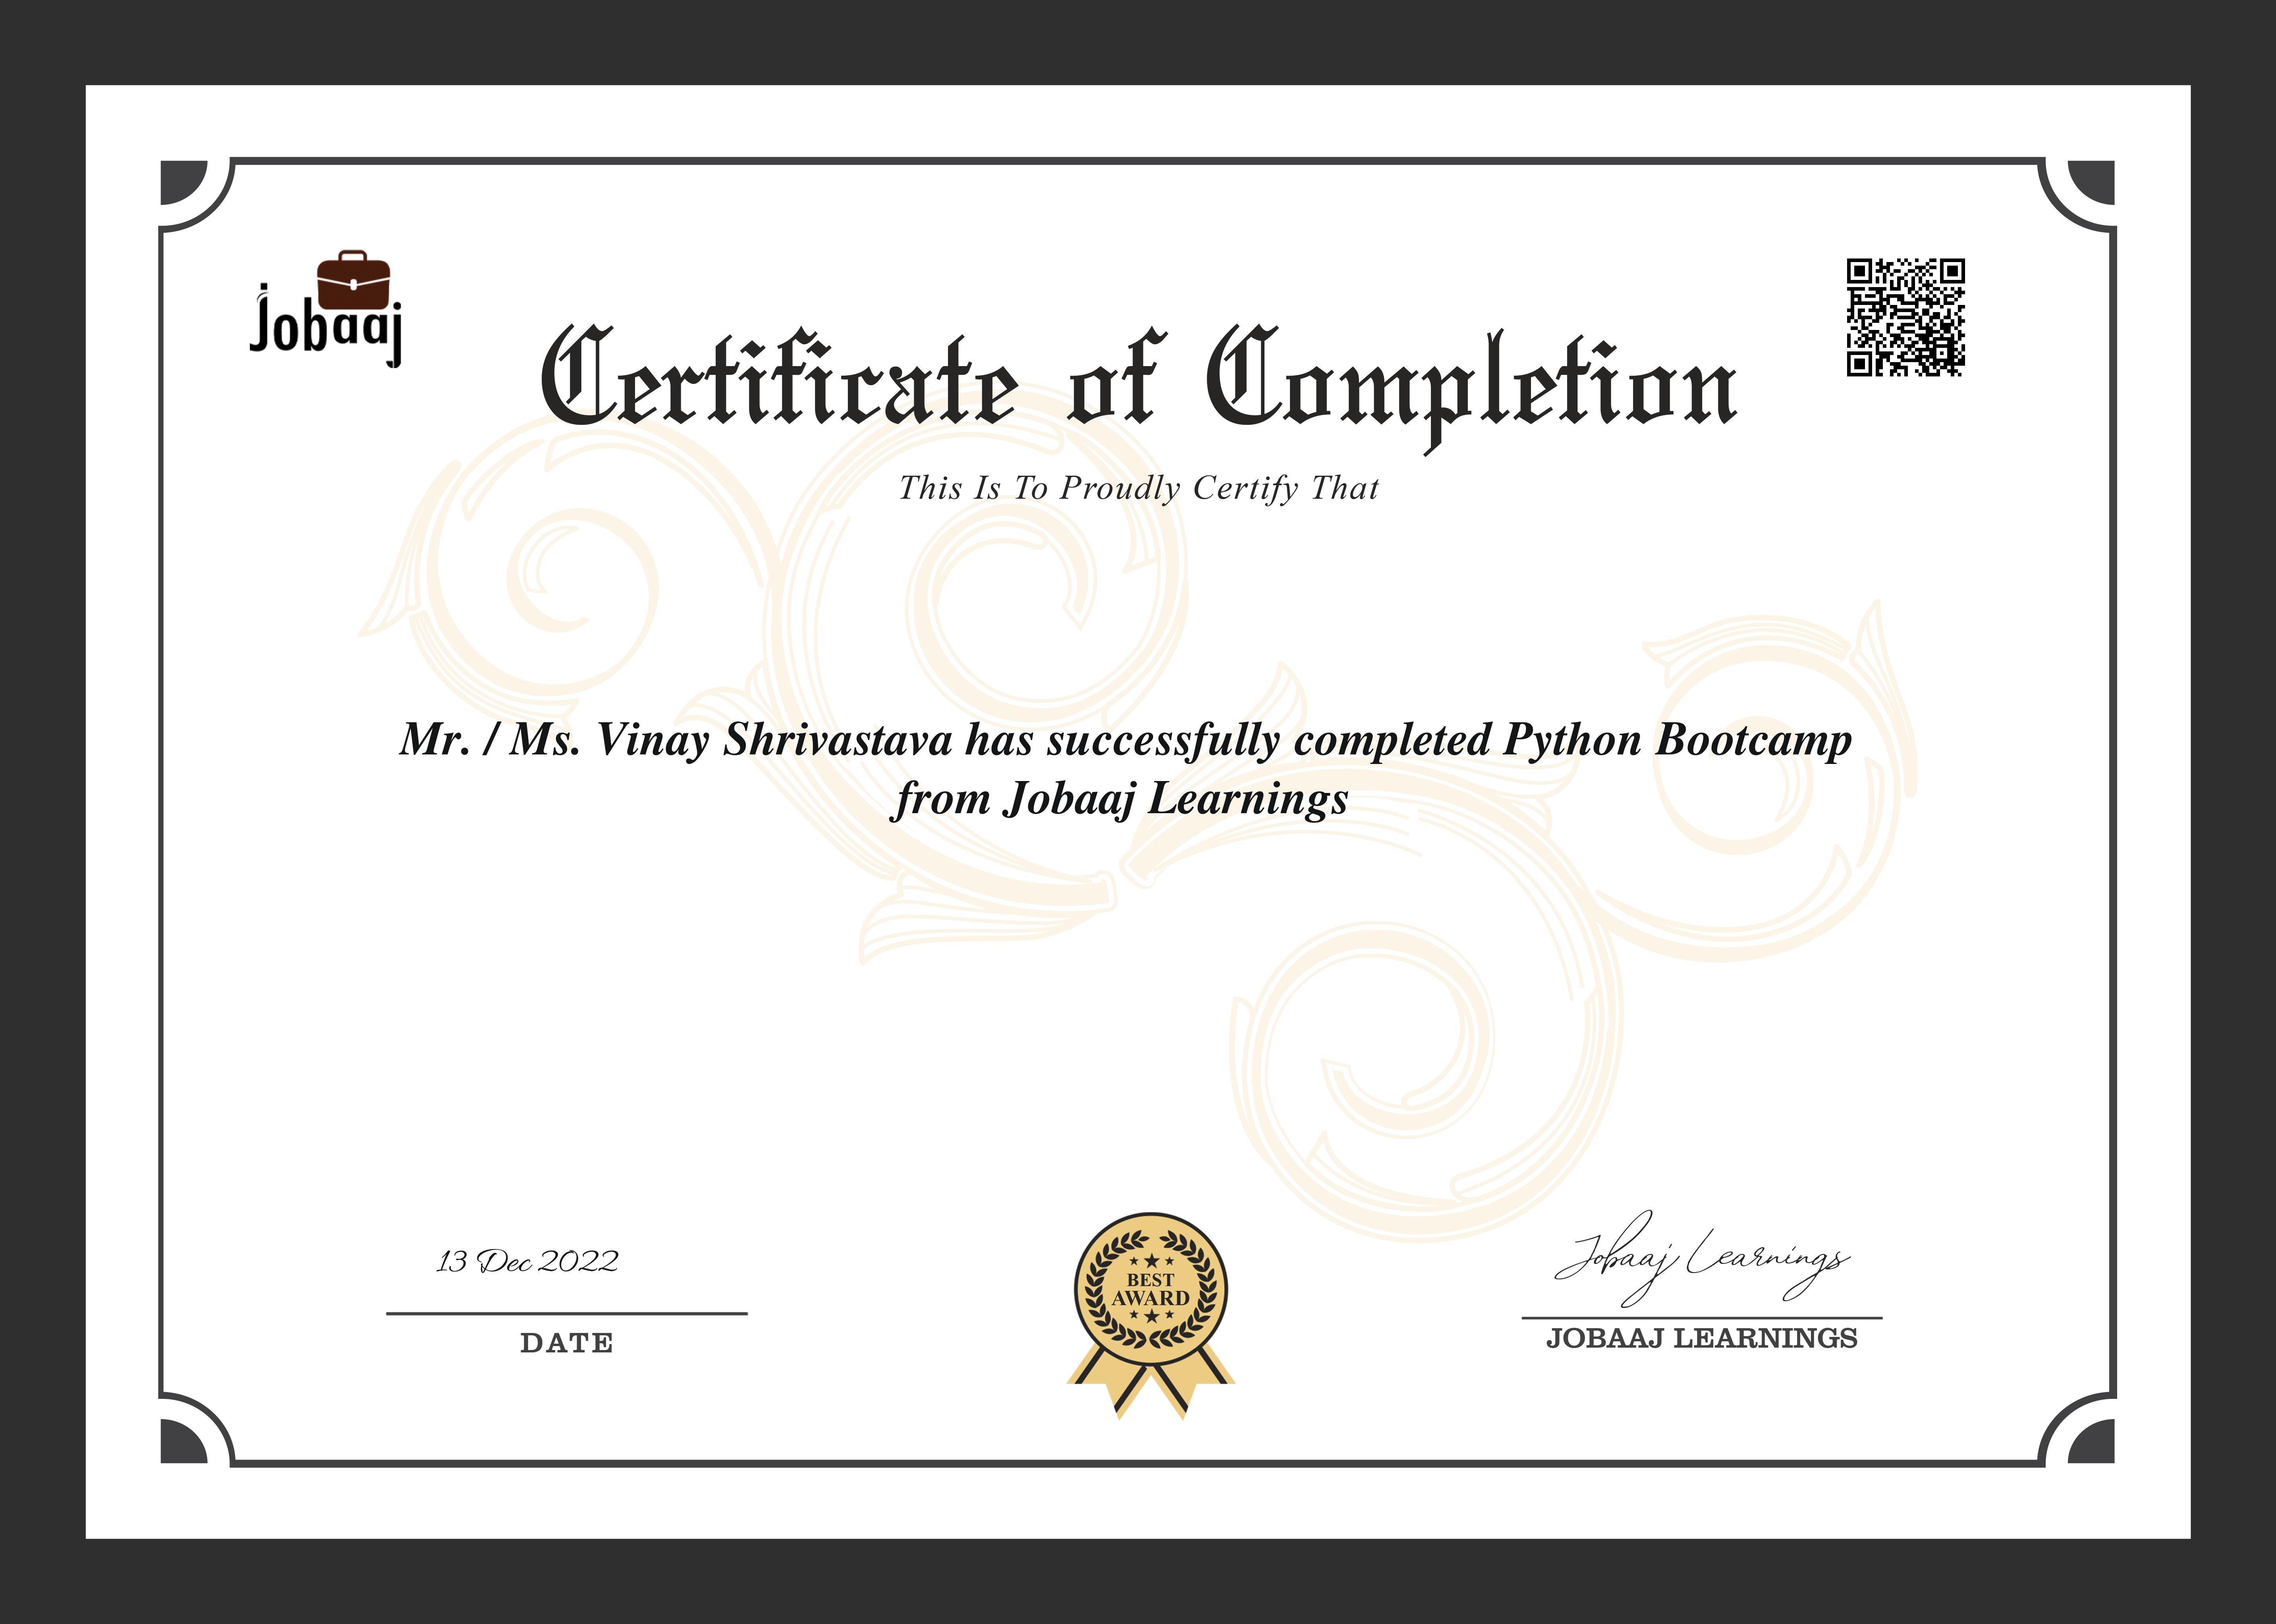 Jobaaj
Certificate of Completion
This Is To Proudly Certify That
Mr. / Ms. Vinay Shrivastava has successfully completed Python Bootcamp
from Jobaaj Learnings
13 Dec 2022
DATE
BEST
AWARD
Jobaaj Learnings
JOBAAJ LEARNINGS